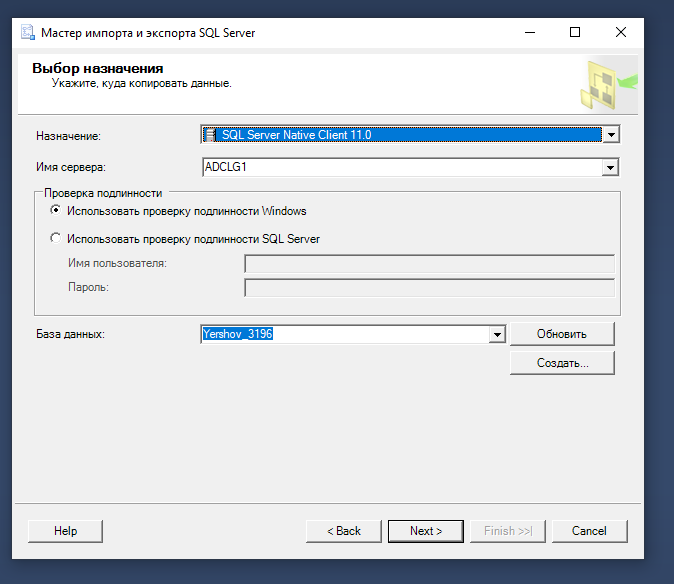 Мастер импорта и экспорта SQL Server
Выбор назначения
Укажите, куда копировать данные.
Назначение:
SQL Server Native Client 11.0
Имя сервера:
ADCLG1
Проверка подлинности
Использовать проверку подлинности Windows
Использовать проверку подлинности SQL Server
Имя пользователя:
Пароль:
База данных:
Yershov_3196
Обновить
Создать...
Help
< Back
Next >
Finish >>|
Cancel